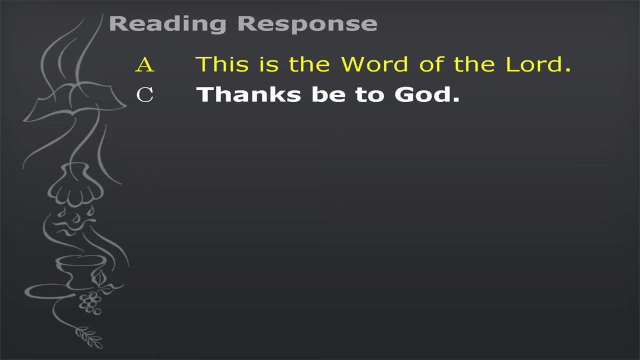 Reading Response
A This is the Word of the Lord.
C Thanks be to God.